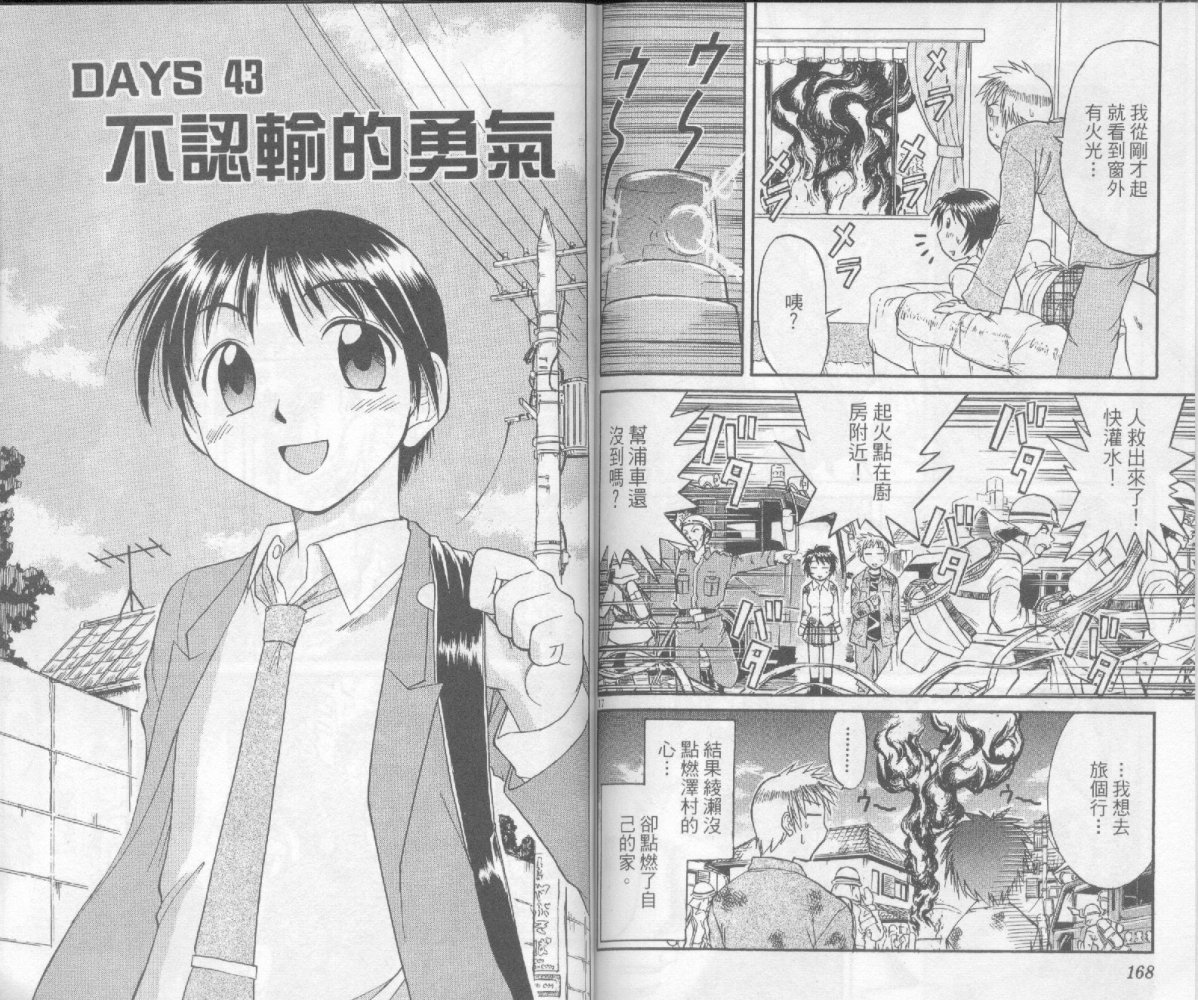 我從剛才起
就看到窗外
有火光…
メラ
メラ
メラ
咦?
ウ～
ウ～
人救出來了!
快灌水!
起火點在廚
房附近!
幫浦車還
沒到嗎?
バタ
バタ
バタ
バタ
バタ
…我想去
旅個行…
ウ～
ウ～
………
結果綾瀨沒
點燃澤村的
心…
卻點燃了自
己的家。
17
168
DAYS 43
不認輸的勇氣